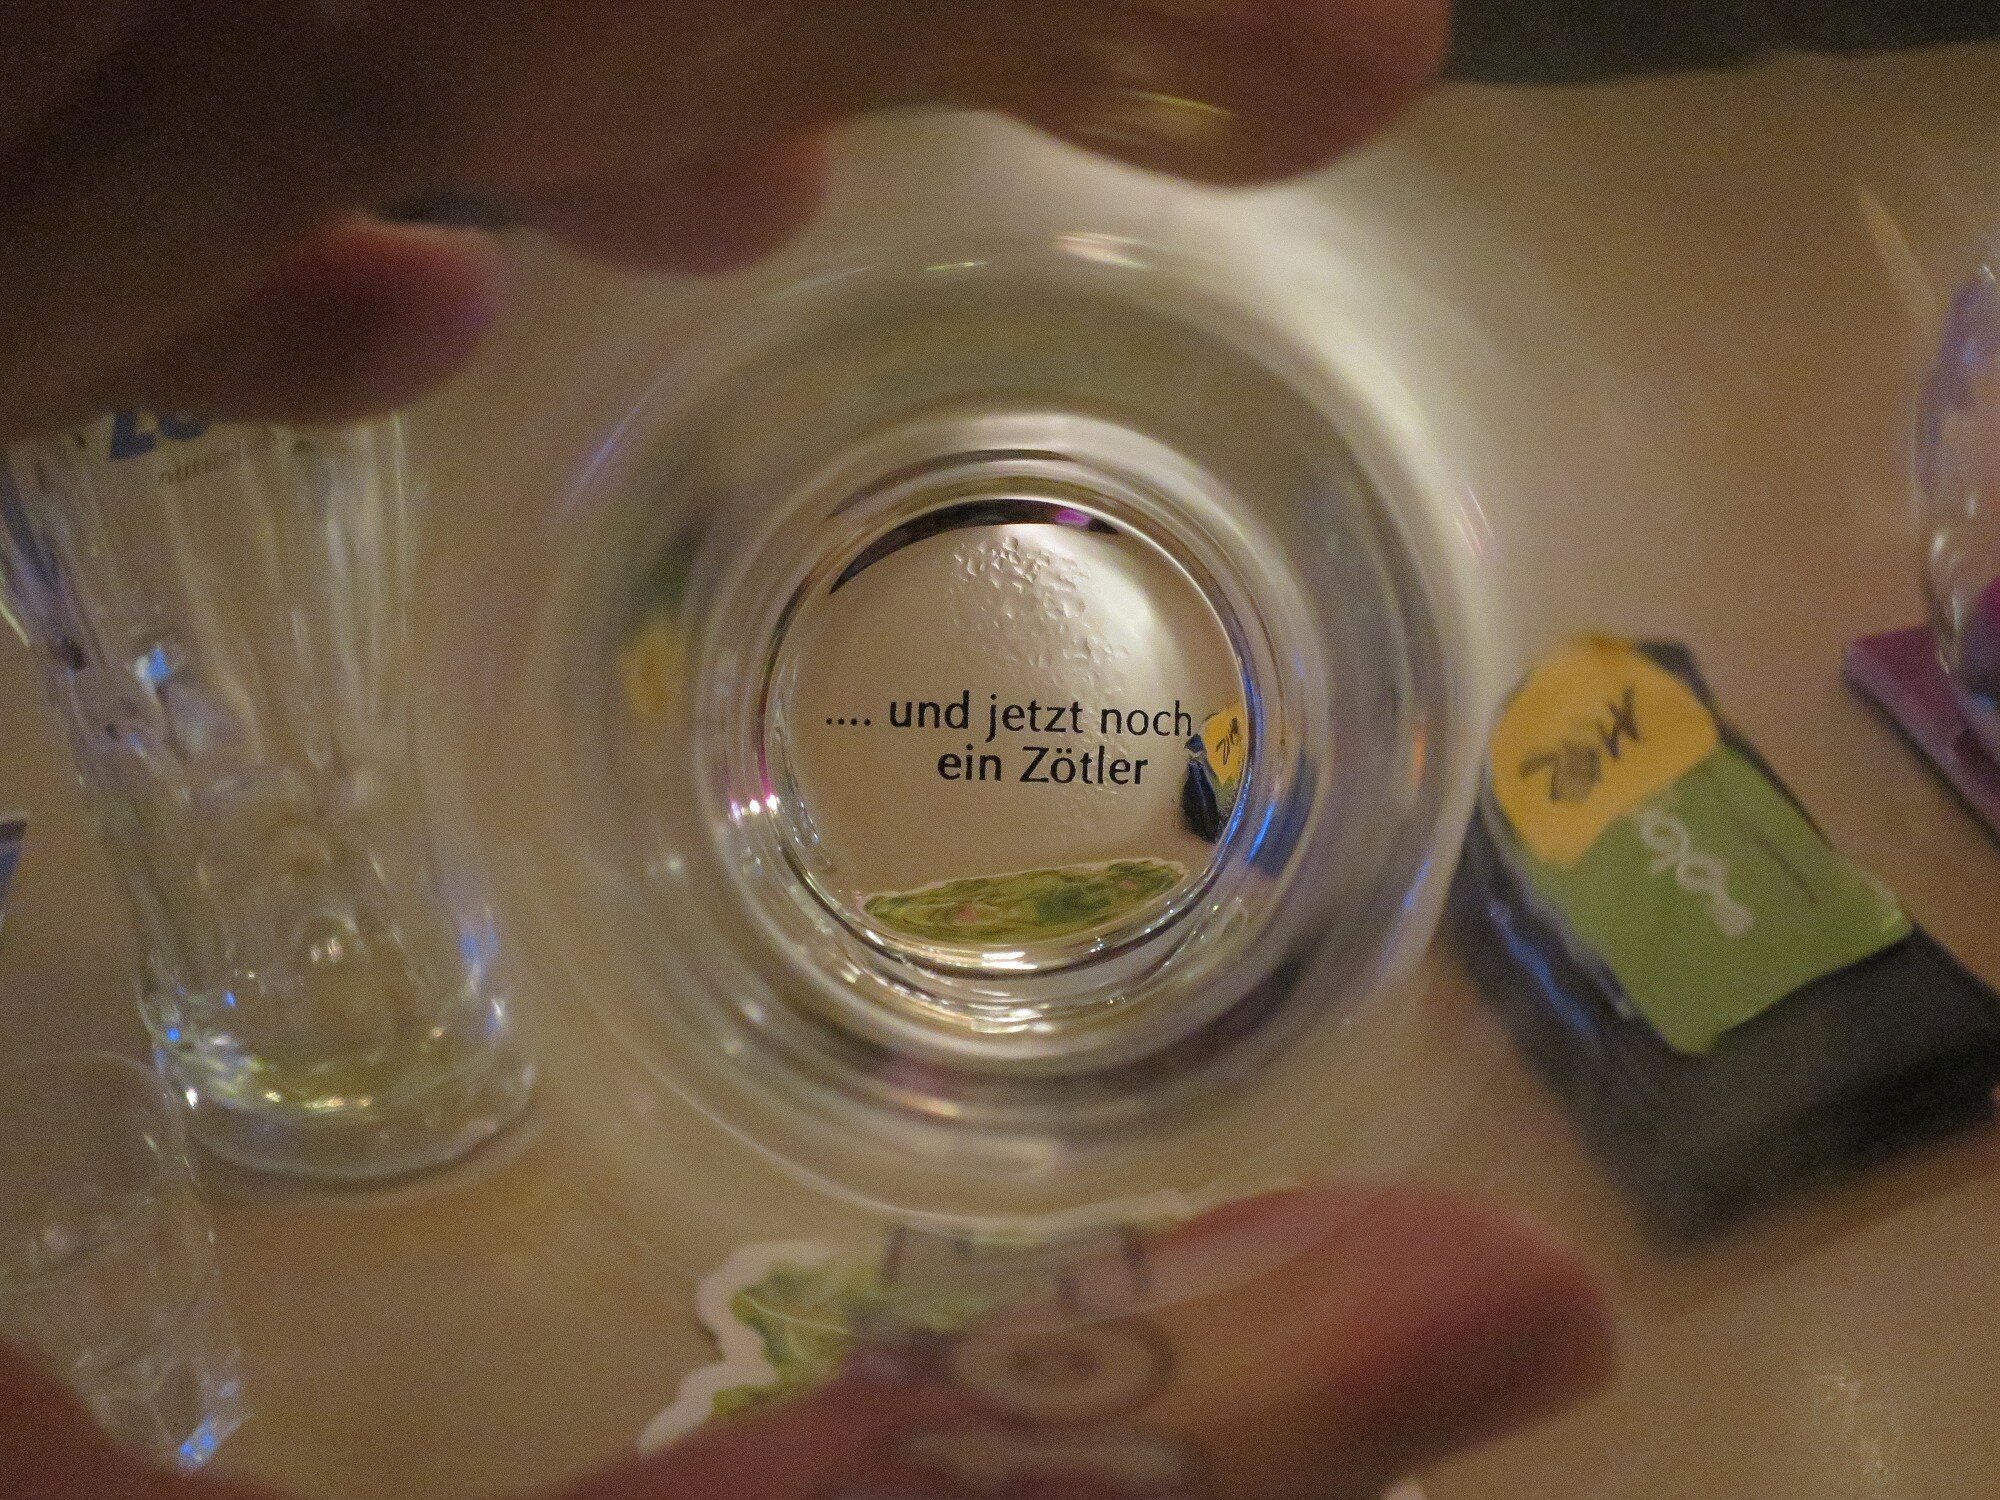 .... und jetzt noch
ein Zötler